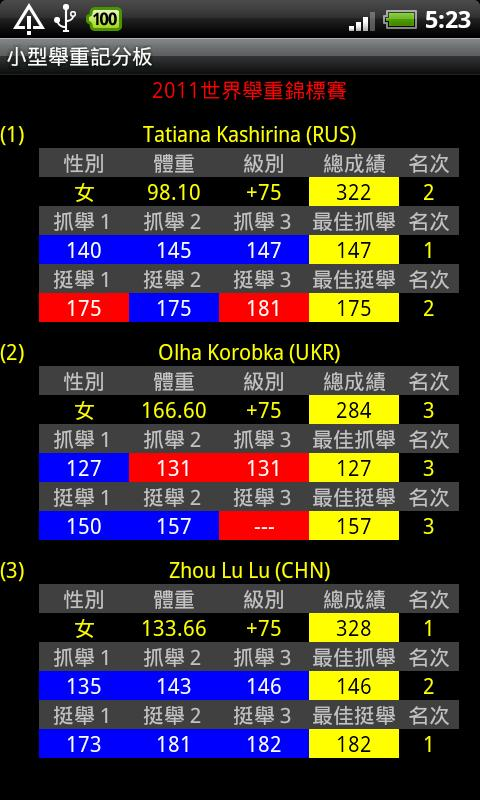 100 5:23
小型舉重記分板
2011世界舉重錦標賽
(1) Tatiana Kashirina (RUS)
性別 體重 級別 總成績 名次
女 98.10 +75 322 2
抓舉 1 抓舉 2 抓舉 3 最佳抓舉 名次
140 145 147 147 1
挺舉 1 挺舉 2 挺舉 3 最佳挺舉 名次
175 175 181 175 2
(2) Olha Korobka (UKR)
性別 體重 級別 總成績 名次
女 166.60 +75 284 3
抓舉 1 抓舉 2 抓舉 3 最佳抓舉 名次
127 131 131 127 3
挺舉 1 挺舉 2 挺舉 3 最佳挺舉 名次
150 157 --- 157 3
(3) Zhou Lu Lu (CHN)
性別 體重 級別 總成績 名次
女 133.66 +75 328 1
抓舉 1 抓舉 2 抓舉 3 最佳抓舉 名次
135 143 146 146 2
挺舉 1 挺舉 2 挺舉 3 最佳挺舉 名次
173 181 182 182 1